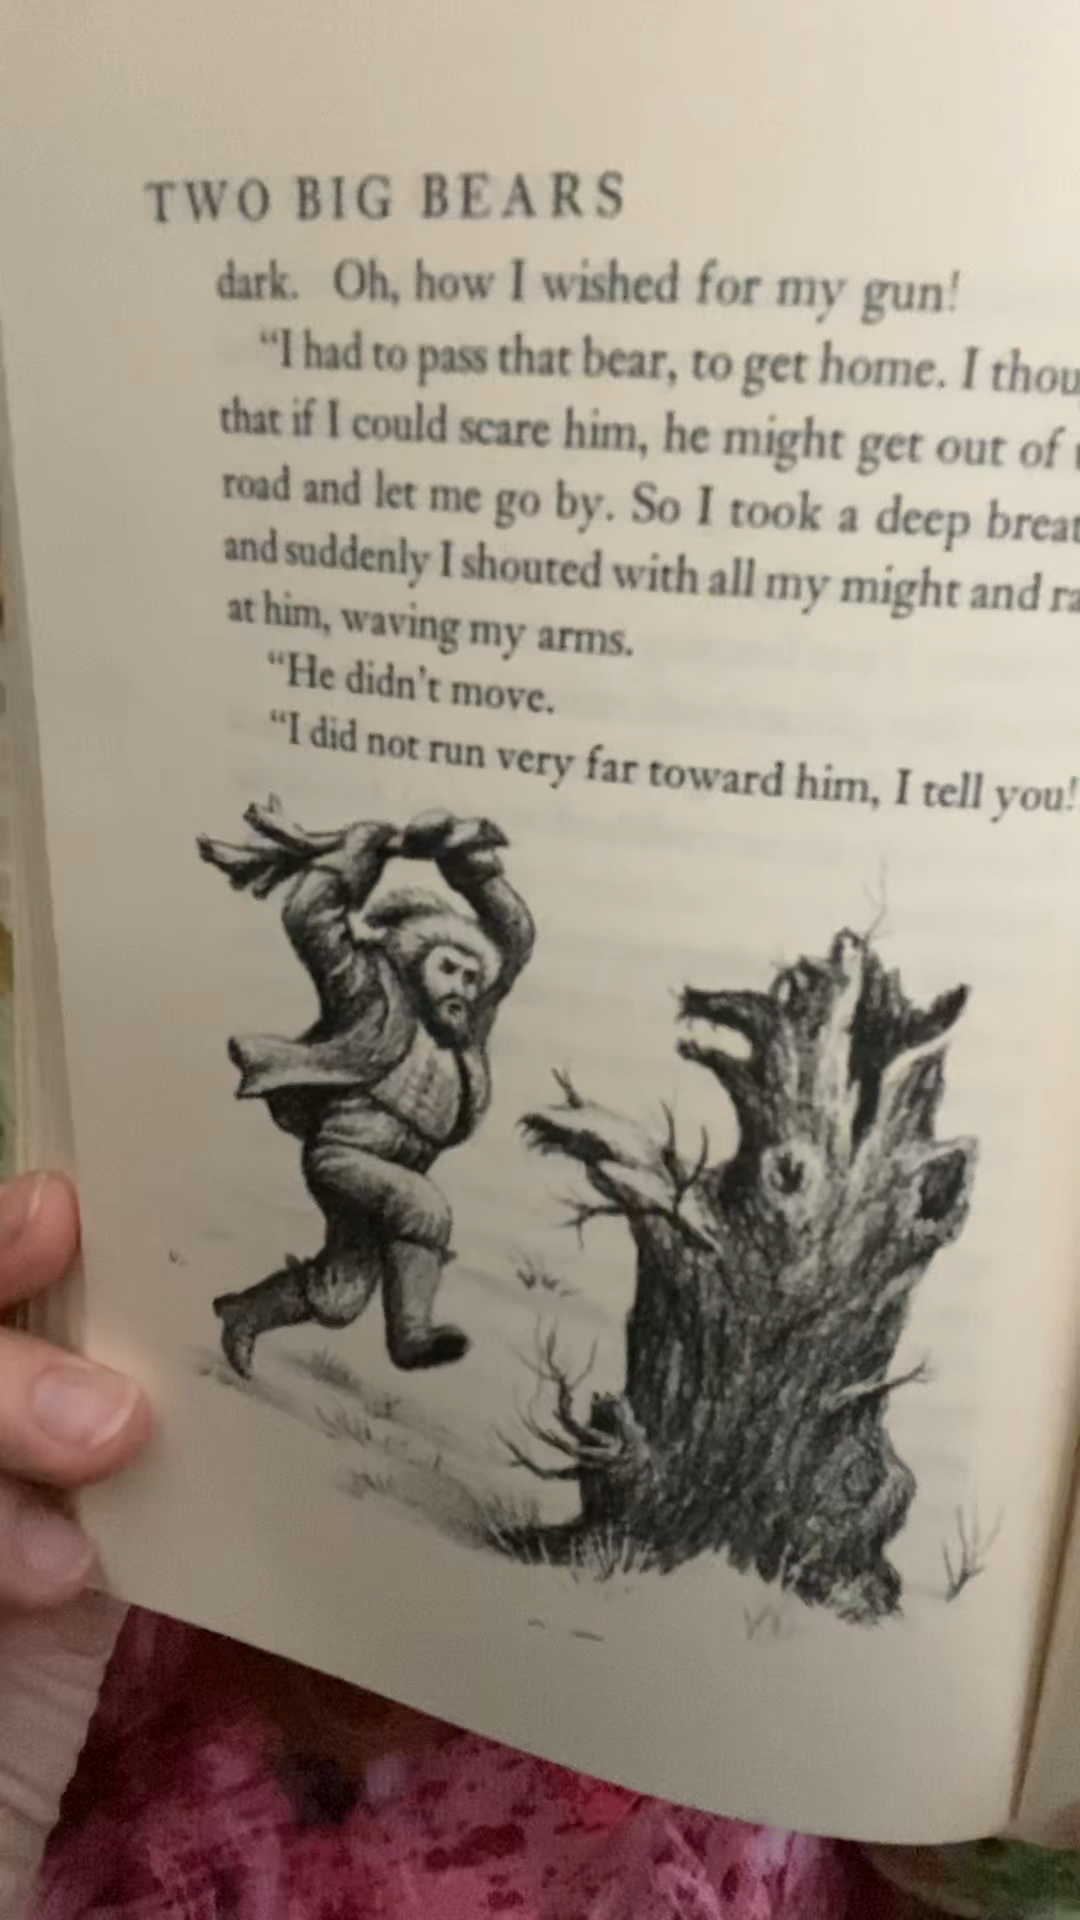 TWO BIG BEARS
dark. Oh, how I wished for my gun!
“I had to pass that bear, to get home. I thou
that if I could scare him, he might get out of
road and let me go by. So I took a deep breat
and suddenly I shouted with all my might and ra
at him, waving my arms.
“He didn’t move.
“I did not run very far toward him, I tell you!